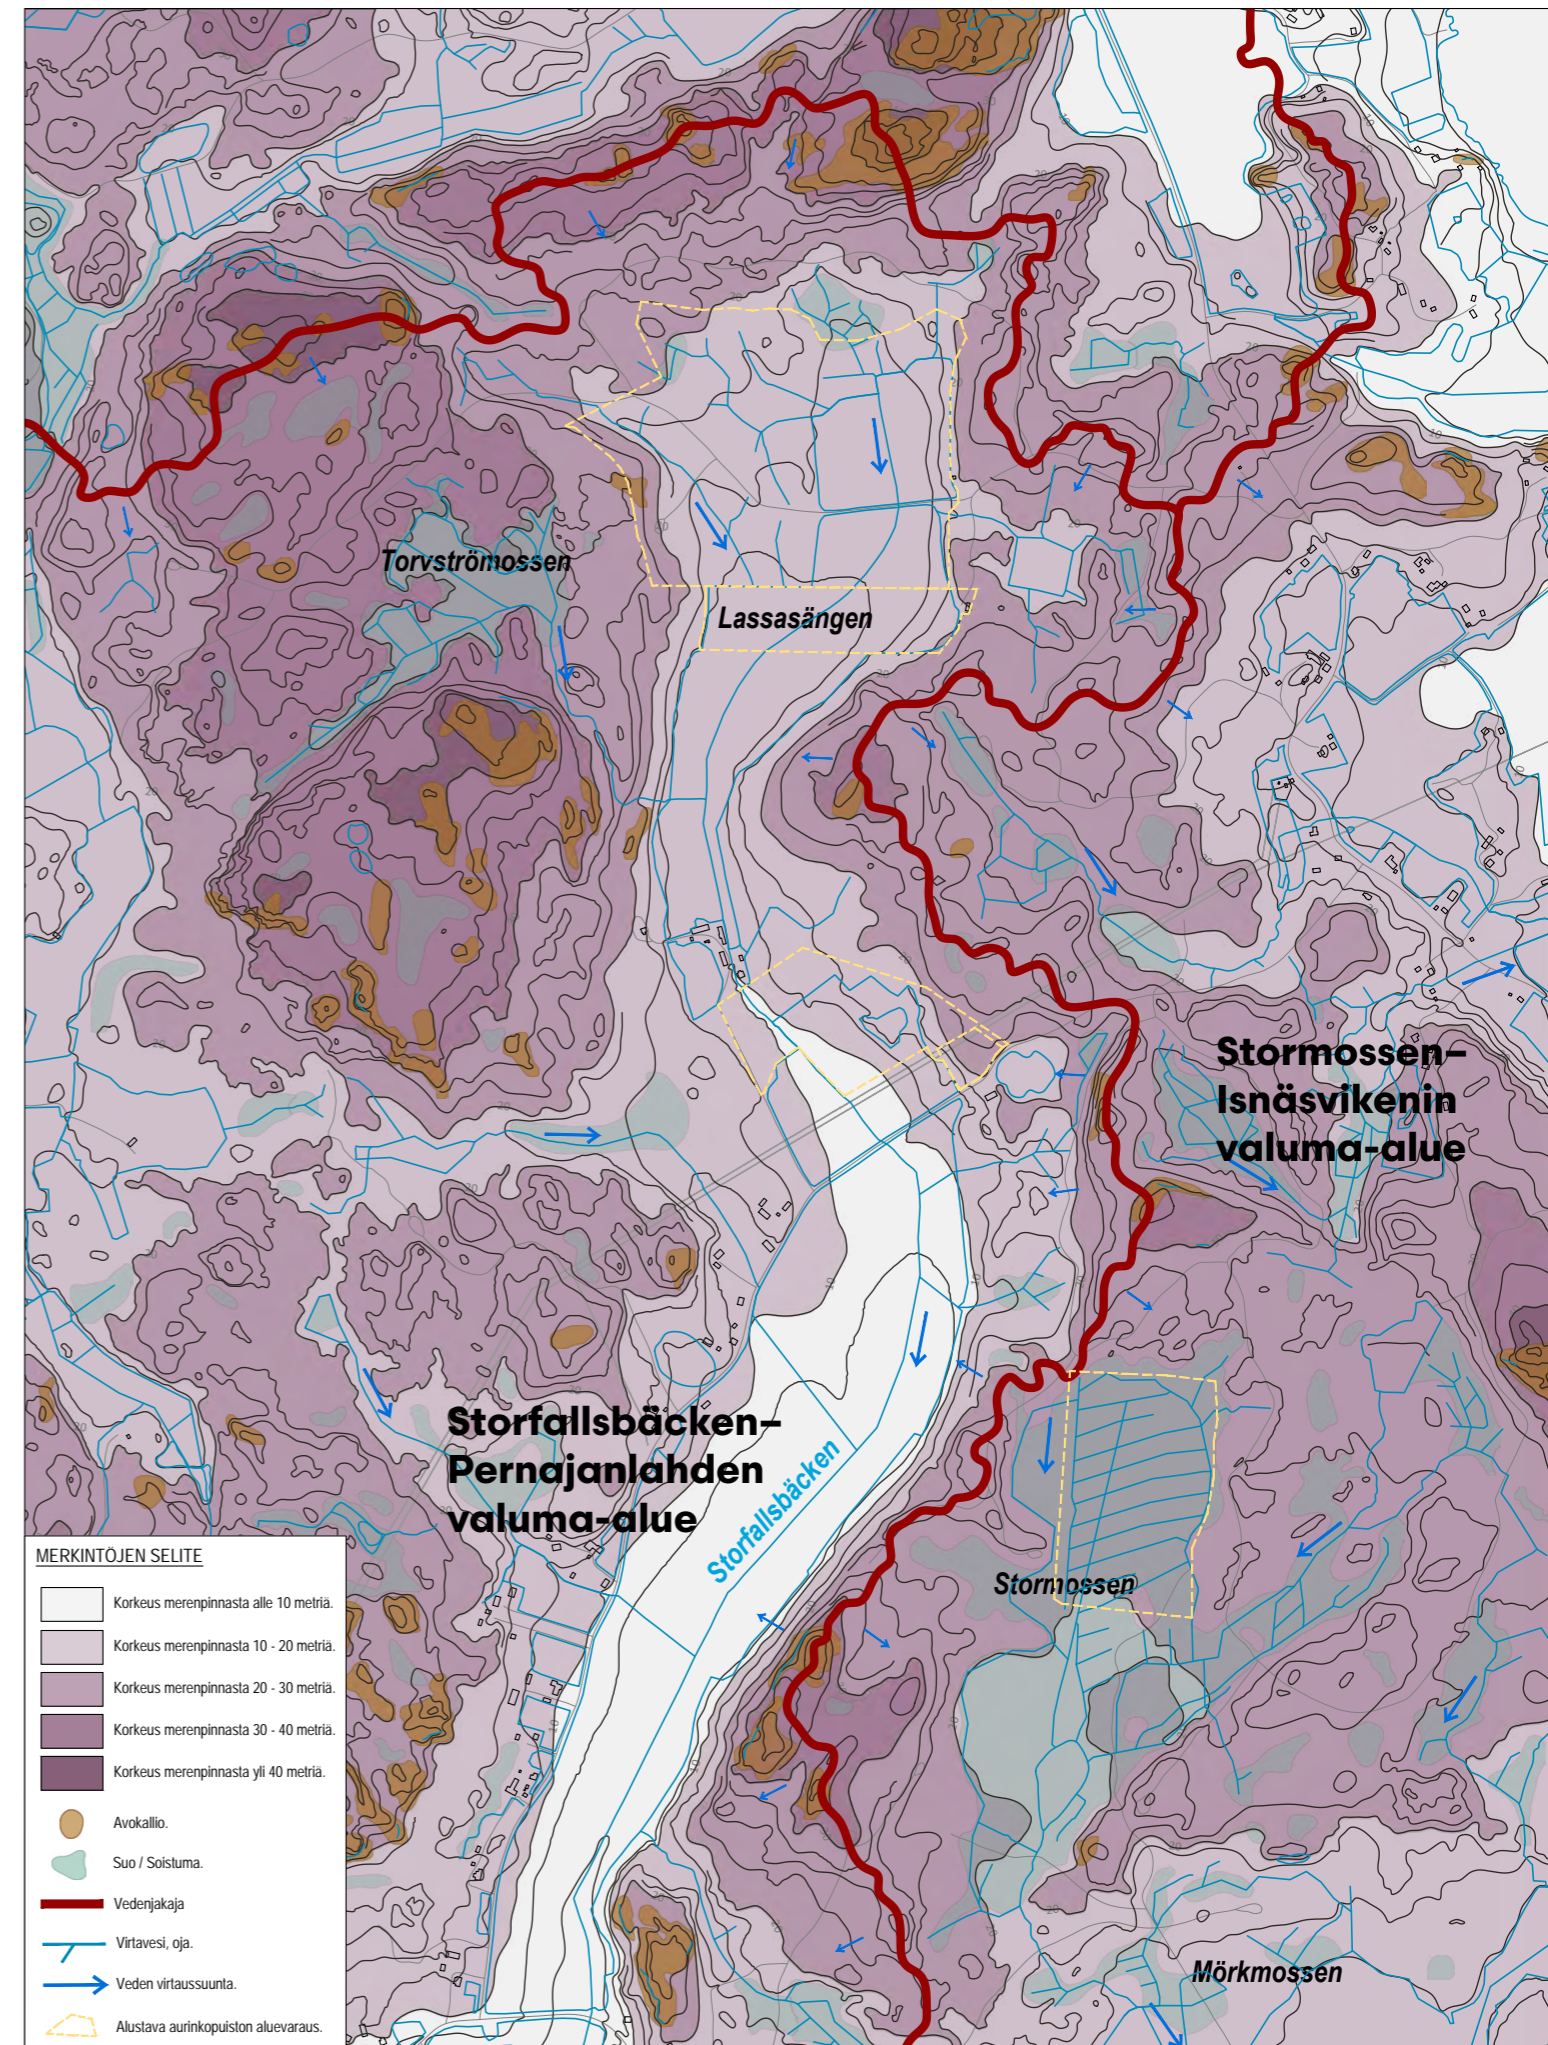 Torvströmossen
Lassasängen
Stormossen–
Isnäsvikenin
valuma-alue
Storfallsbäcken–
Pernajanlahden
valuma-alue
Storfallsbäcken
Stormossen
Mörkmossen
MERKINTÖJEN SELITE
Korkeus merenpinnasta alle 10 metriä.
Korkeus merenpinnasta 10 - 20 metriä.
Korkeus merenpinnasta 20 - 30 metriä.
Korkeus merenpinnasta 30 - 40 metriä.
Korkeus merenpinnasta yli 40 metriä.
Avokallio.
Suo / Soistuma.
Vedenjakaja
Virtavesi, oja.
Veden virtaussuunta.
Alustava aurinkopuiston aluevaraus.